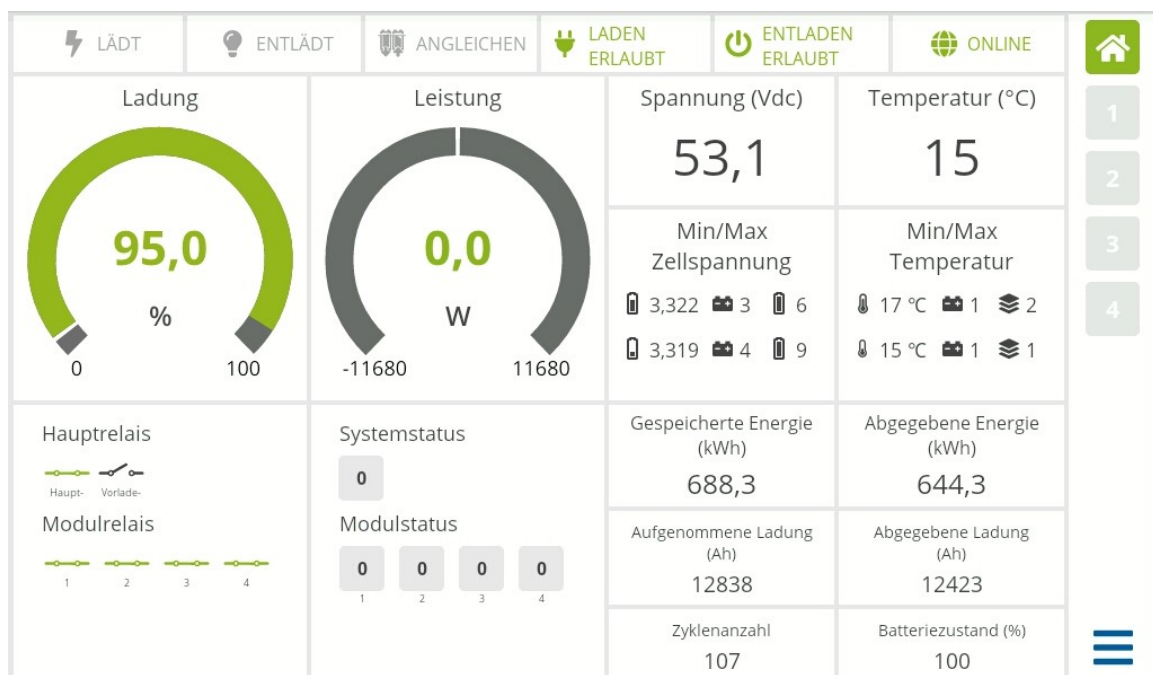 LÄDT
ENTLÄDT
ANGLEICHEN
LADEN
ERLAUBT
ENTLADEN
ERLAUBT
ONLINE
Ladung
95,0
%
0
100
Leistung
0,0
W
-11680
11680
Spannung (Vdc)
53,1
Temperatur (°C)
15
Min/Max
Zellspannung
3,322 3 6
3,319 4 9
Min/Max
Temperatur
17 °C 1 2
15 °C 1 1
1
2
3
4
Hauptrelais
Haupt- Vorlade-
Modulrelais
1 2 3 4
Systemstatus
0
Modulstatus
0 0 0 0
1 2 3 4
Gespeicherte Energie
(kWh)
688,3
Abgegebene Energie
(kWh)
644,3
Aufgenommene Ladung
(Ah)
12838
Abgegebene Ladung
(Ah)
12423
Zyklenanzahl
107
Batteriezustand (%)
100